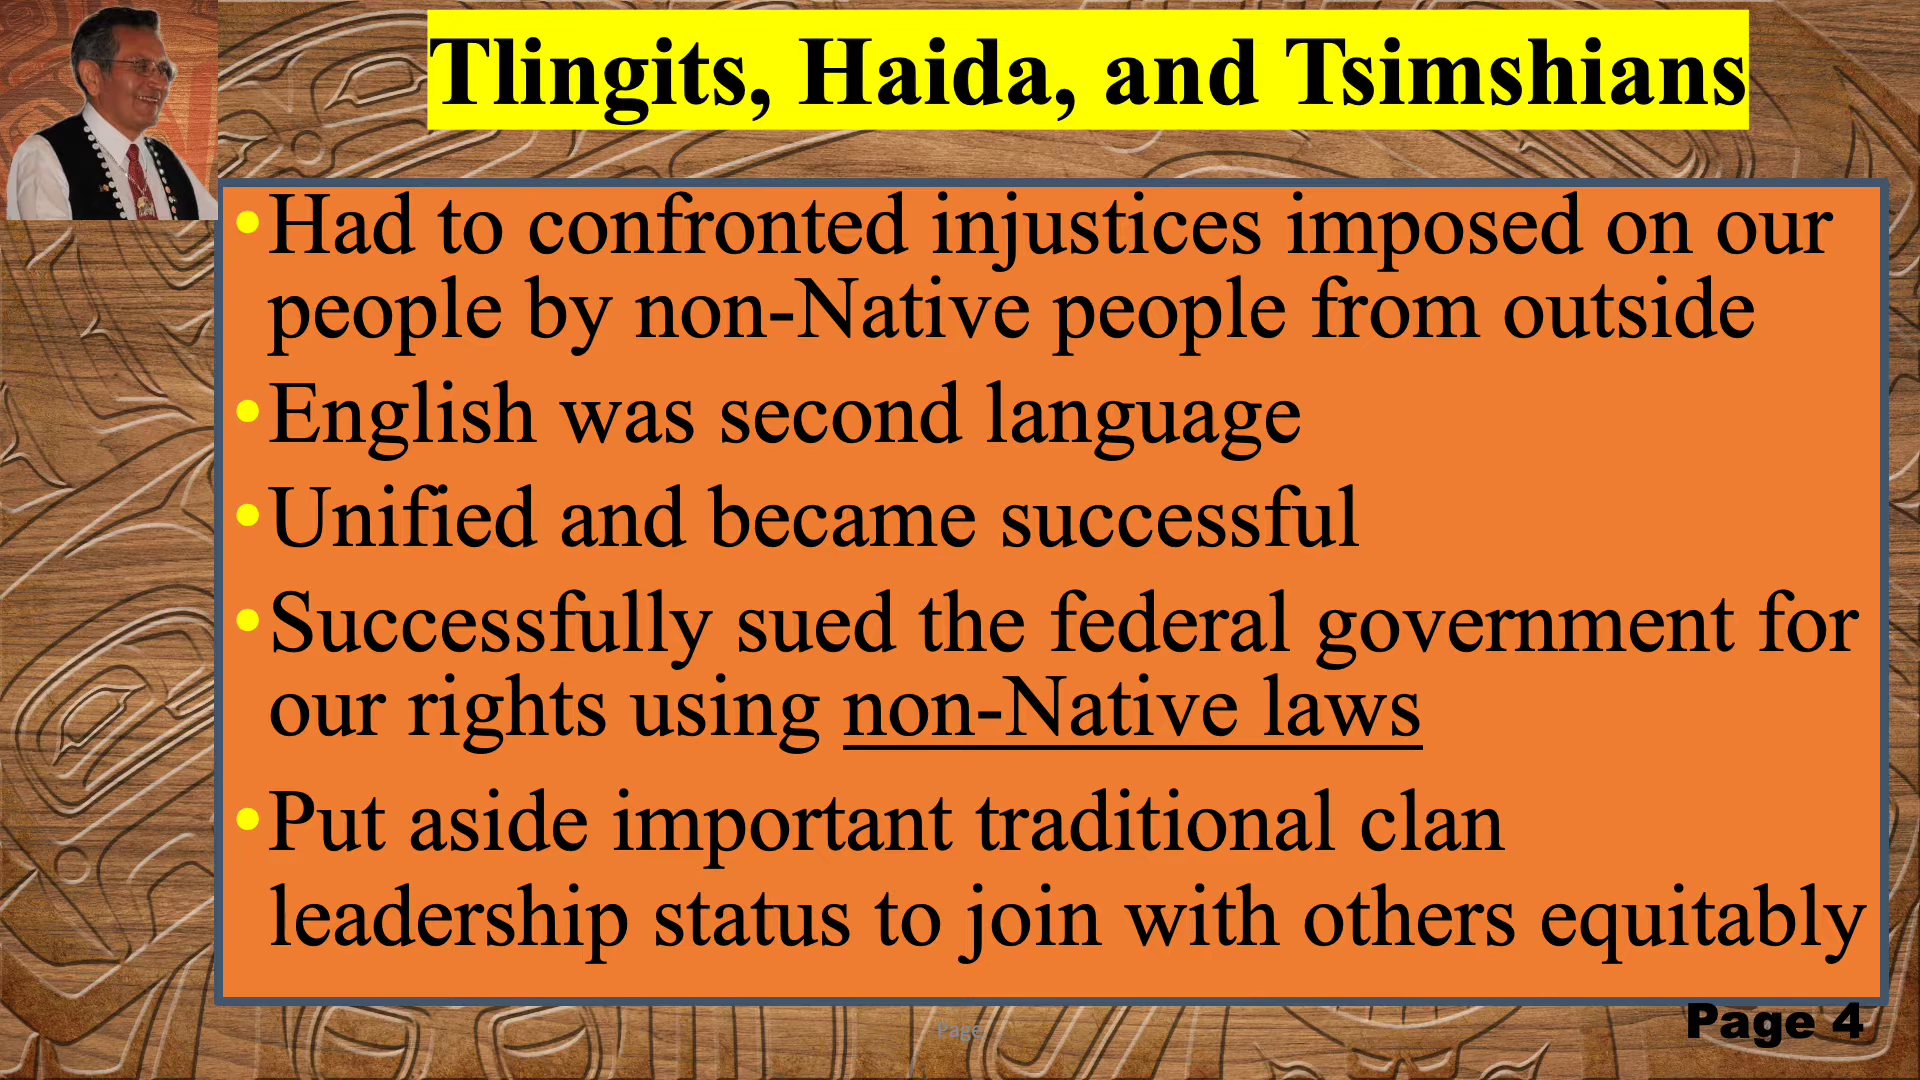 Tlingits, Haida, and Tsimshians
•Had to confronted injustices imposed on our
people by non-Native people from outside
•English was second language
•Unified and became successful
•Successfully sued the federal government for
our rights using non-Native laws
•Put aside important traditional clan
leadership status to join with others equitably
Page
Page 4